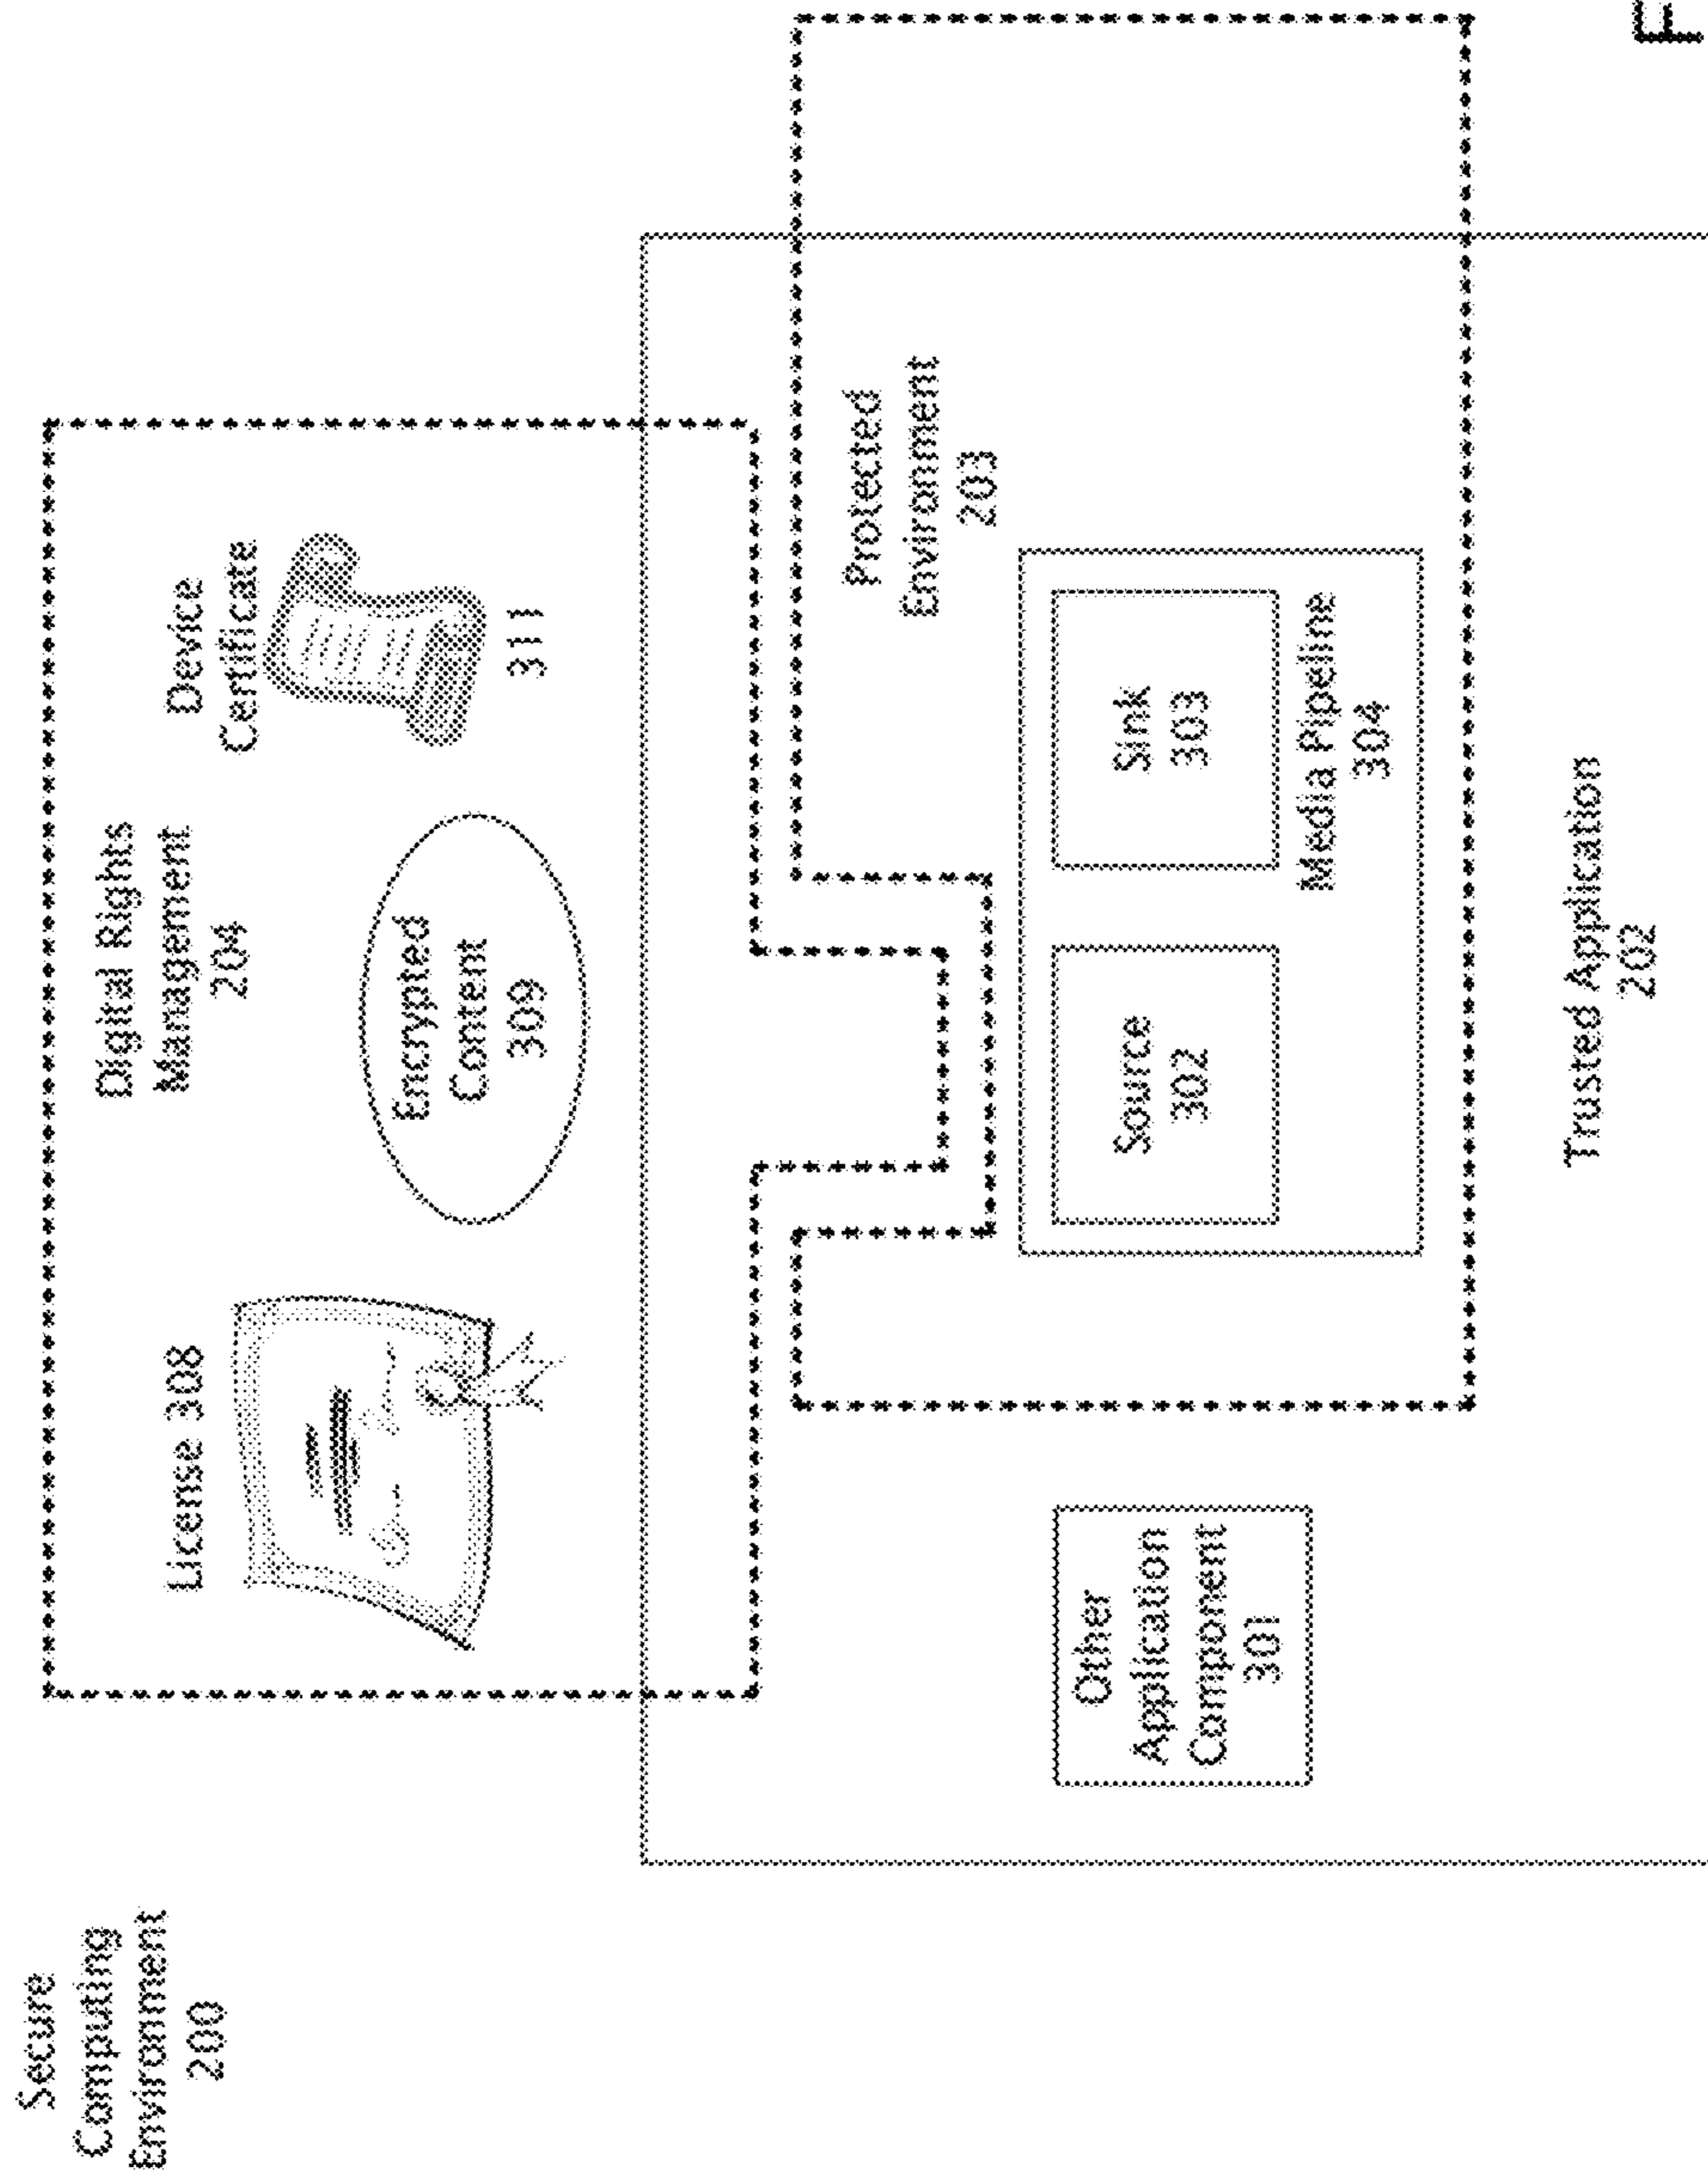 Secure
Computing
Environment
200
Digital Rights
Management
204
License 308
Encrypted
Content
309
Device
Certificate
311
Protected
Environment
203
Other
Application
Component
301
Source
302
Sink
303
Media Pipeline
304
Trusted Application
202
F